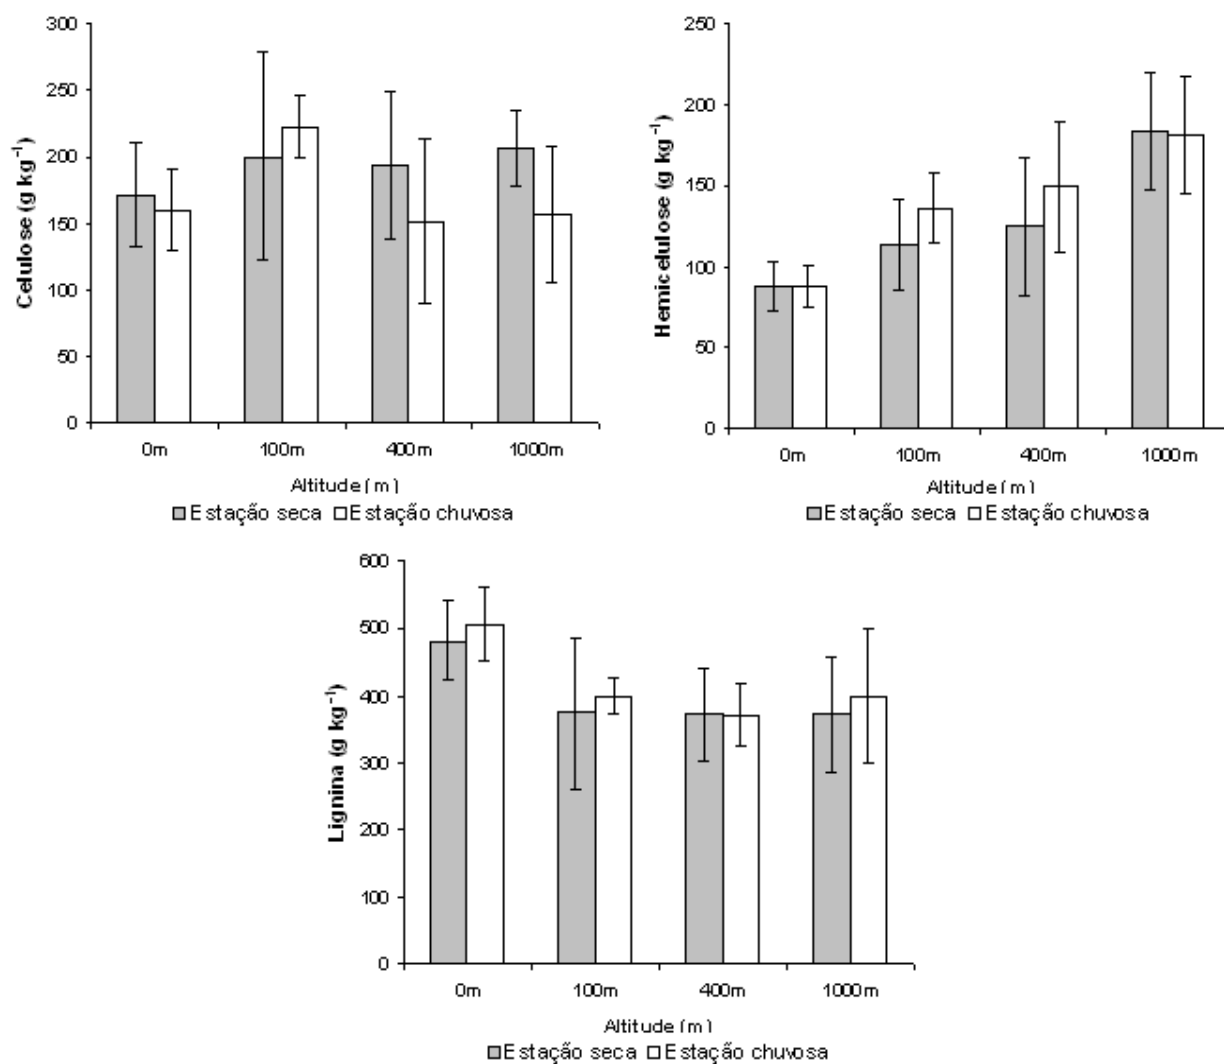 300
250
200
150
100
50
0
Celulose (g kg⁻¹)
0m 100m 400m 1000m
Altitude (m)
Estação seca Estação chuvosa
250
200
150
100
50
0
Hemicelulose (g kg⁻¹)
0m 100m 400m 1000m
Altitude (m)
Estação seca Estação chuvosa
600
500
400
300
200
100
0
Lignina (g kg⁻¹)
0m 100m 400m 1000m
Altitude (m)
Estação seca Estação chuvosa